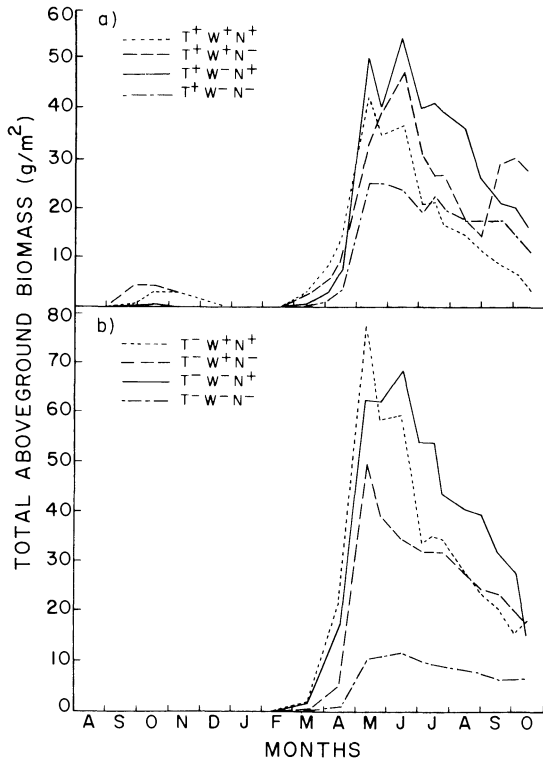 TOTAL ABOVEGROUND BIOMASS (g/m²)
a)
T⁺ W⁺ N⁺
T⁺ W⁺ N⁻
T⁺ W⁻ N⁺
T⁺ W⁻ N⁻
60
50
40
30
20
10
b)
T⁻ W⁺ N⁺
T⁻ W⁺ N⁻
T⁻ W⁻ N⁺
T⁻ W⁻ N⁻
80
70
60
50
40
30
20
10
0
A S O N D J F M A M J J A S O
MONTHS